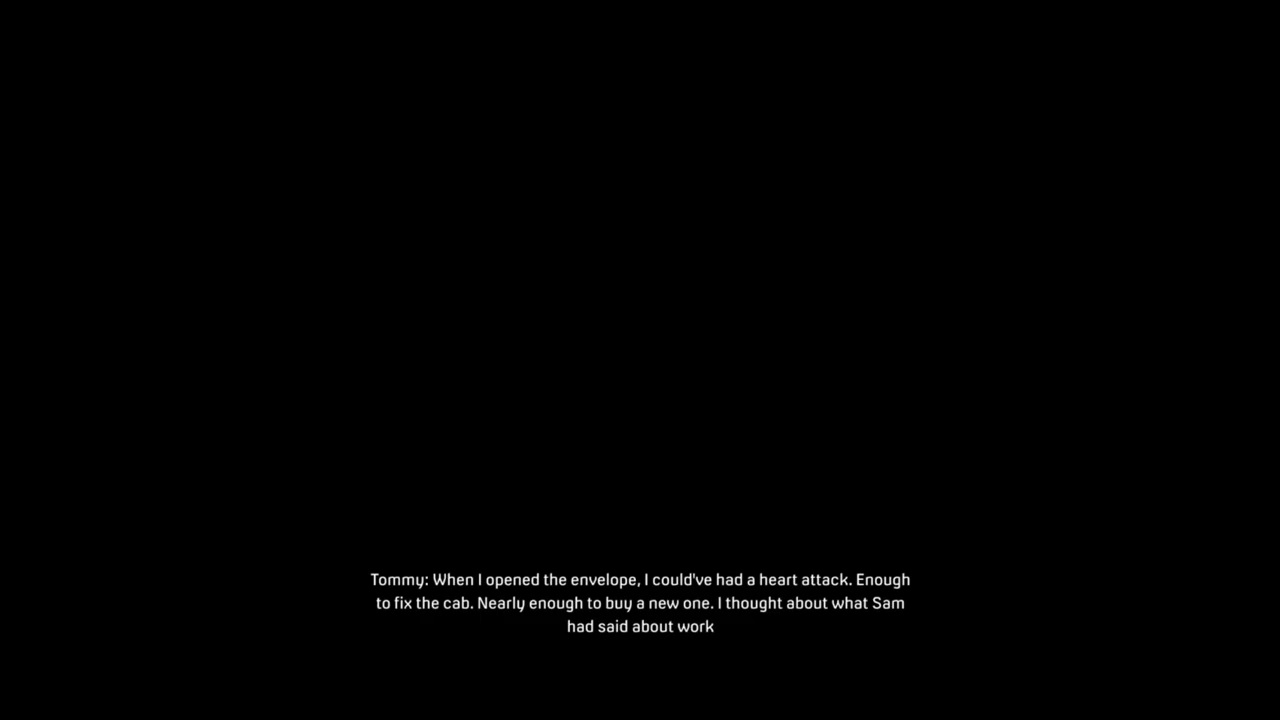 Tommy: When I opened the envelope, I could've had a heart attack. Enough
to fix the cab. Nearly enough to buy a new one. I thought about what Sam
had said about work